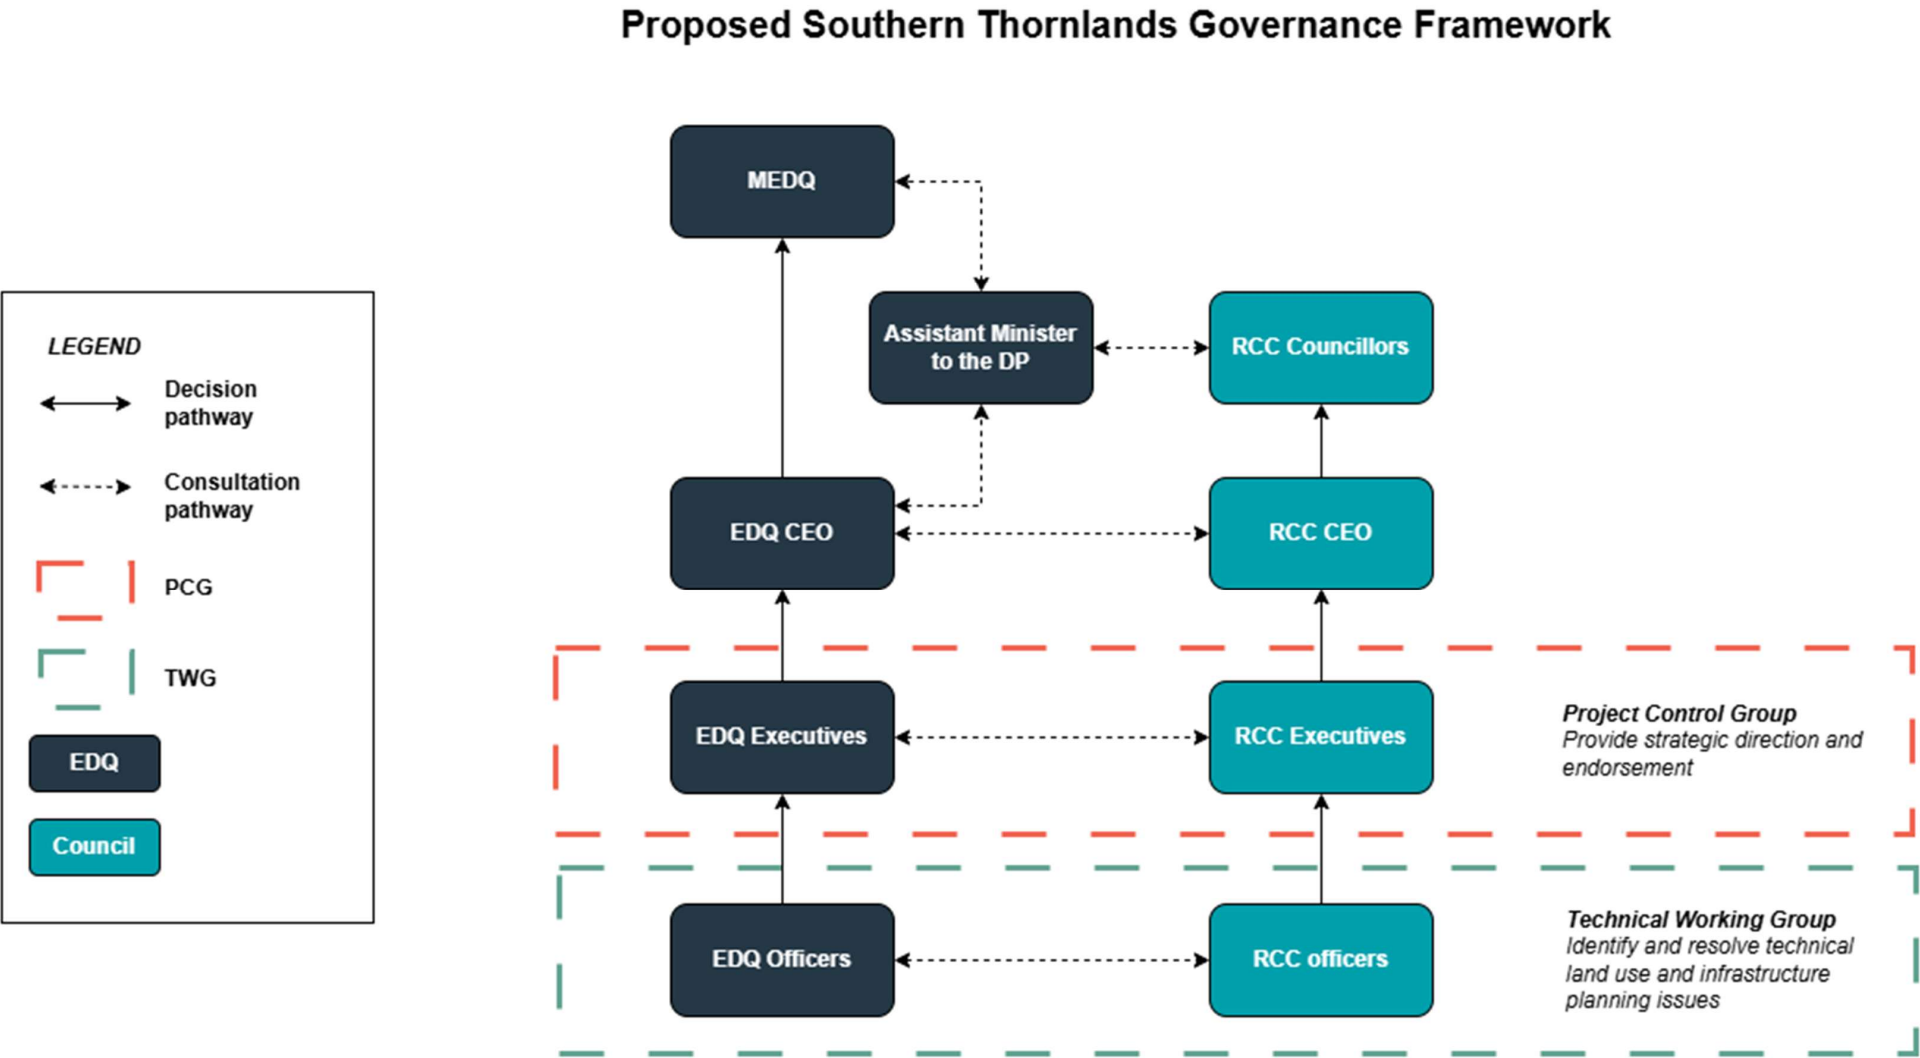 Proposed Southern Thornlands Governance Framework
MEDQ
Assistant Minister
to the DP
RCC Councillors
EDQ CEO
RCC CEO
EDQ Executives
RCC Executives
Project Control Group
Provide strategic direction and
endorsement
EDQ Officers
RCC officers
Technical Working Group
Identify and resolve technical
land use and infrastructure
planning issues
LEGEND
Decision
pathway
Consultation
pathway
PCG
TWG
EDQ
Council